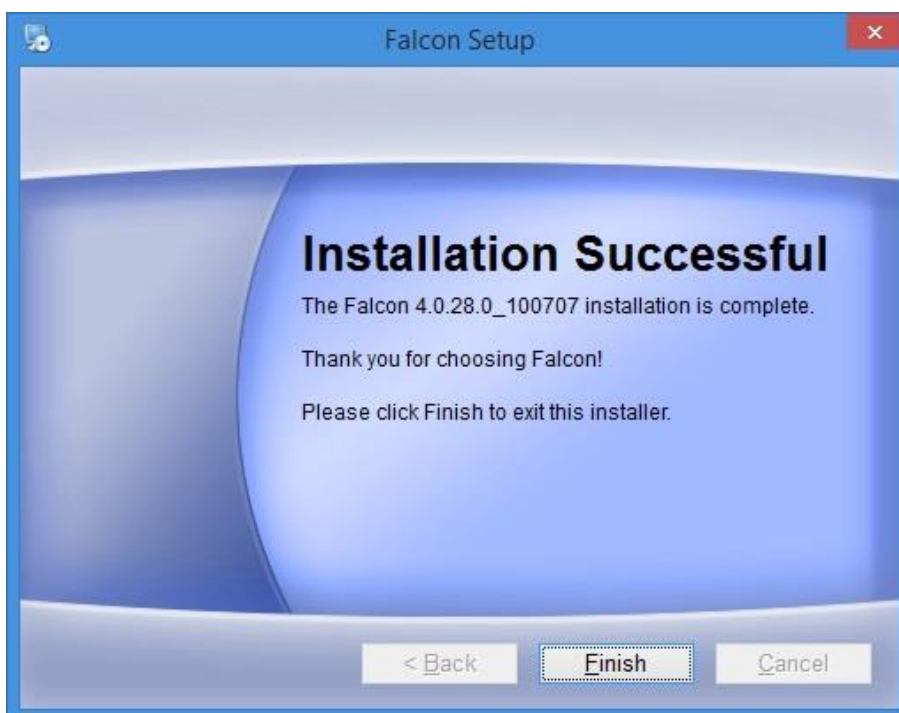 Falcon Setup
Installation Successful
The Falcon 4.0.28.0_100707 installation is complete.
Thank you for choosing Falcon!
Please click Finish to exit this installer.
< Back
Finish
Cancel